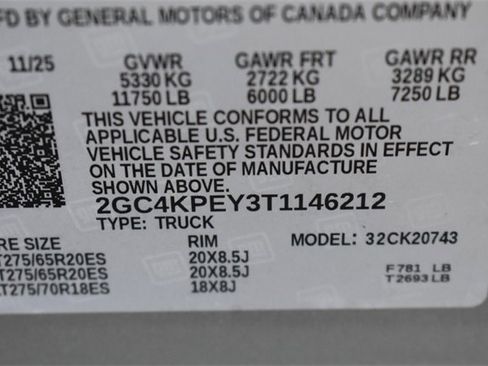 FD BY GENERAL MOTORS OF CANADA COMPANY
11/25 GVWR GAWR FRT GAWR RR
5330 KG 2722 KG 3289 KG
11750 LB 6000 LB 7250 LB
THIS VEHICLE CONFORMS TO ALL
APPLICABLE U.S. FEDERAL MOTOR
VEHICLE SAFETY STANDARDS IN EFFECT
ON THE DATE OF MANUFACTURE
SHOWN ABOVE.
2GC4KPEY3T1146212
TYPE: TRUCK
RE SIZE RIM MODEL: 32CK20743
T275/65R20ES 20X8.5J
T275/65R20ES 20X8.5J
T275/70R18ES 18X8J
F781 LB
T2693LB